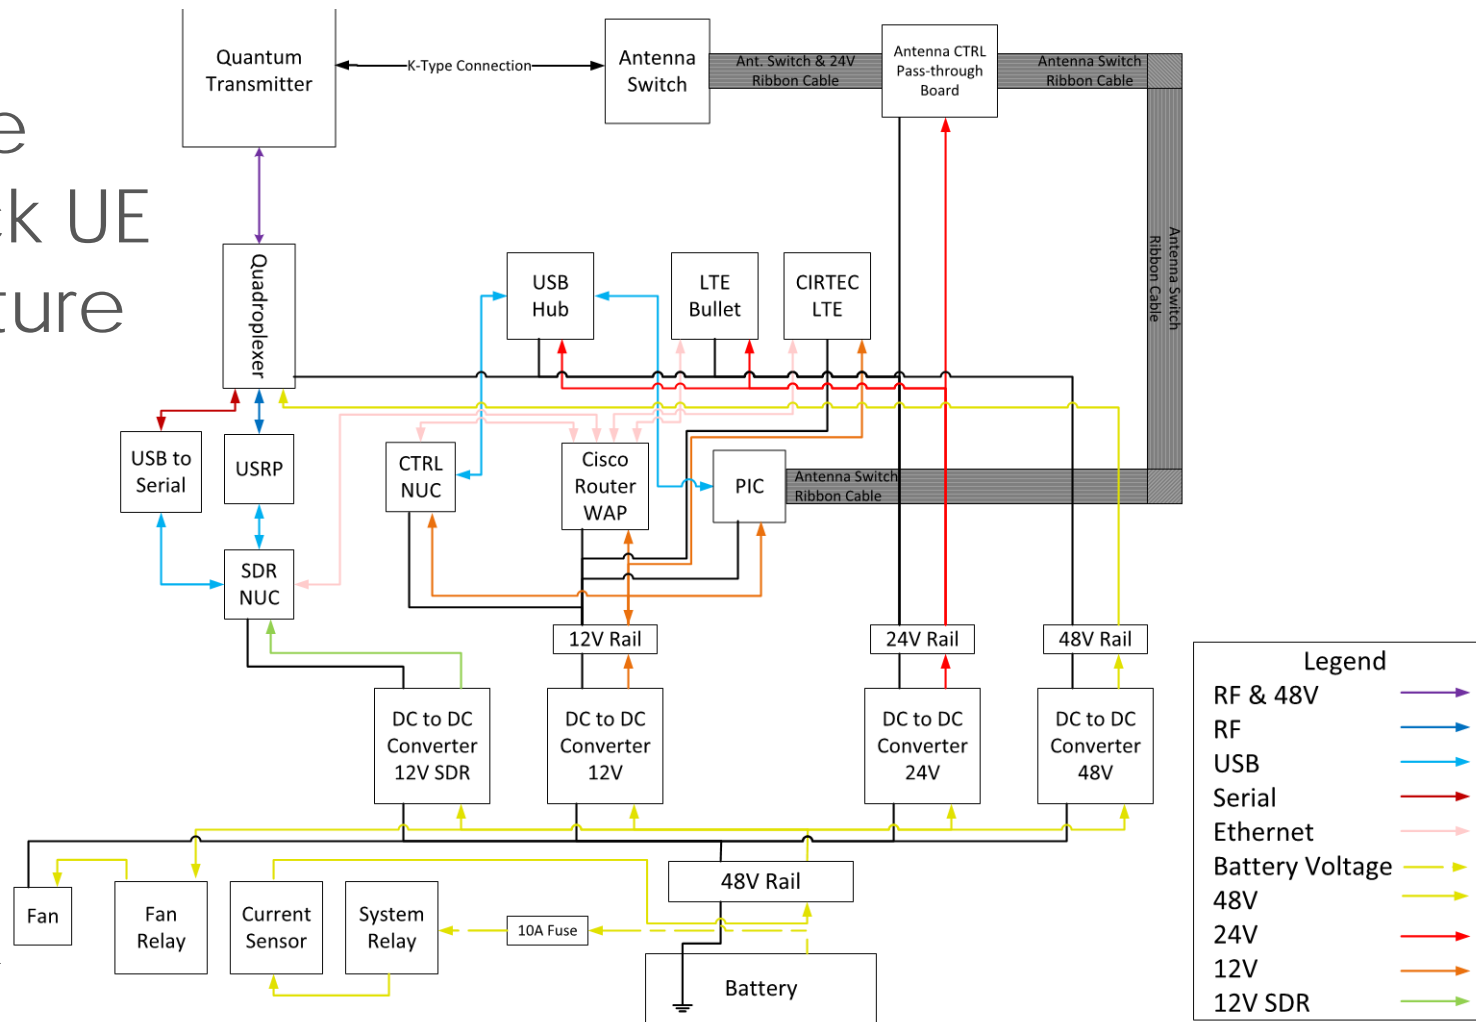 e
ck UE
ture
Quantum
Transmitter
K-Type Connection
Antenna
Switch
Ant. Switch & 24V
Ribbon Cable
Antenna CTRL
Pass-through
Board
Antenna Switch
Ribbon Cable
Antenna Switch
Ribbon Cable
Quadroplexer
USB
Hub
LTE
Bullet
CIRTEC
LTE
USB to
Serial
USRP
CTRL
NUC
Cisco
Router
WAP
PIC
Antenna Switch
Ribbon Cable
SDR
NUC
12V Rail
24V Rail
48V Rail
DC to DC
Converter
12V SDR
DC to DC
Converter
12V
DC to DC
Converter
24V
DC to DC
Converter
48V
48V Rail
Fan
Fan
Relay
Current
Sensor
System
Relay
10A Fuse
Battery
Legend
RF & 48V
RF
USB
Serial
Ethernet
Battery Voltage
48V
24V
12V
12V SDR